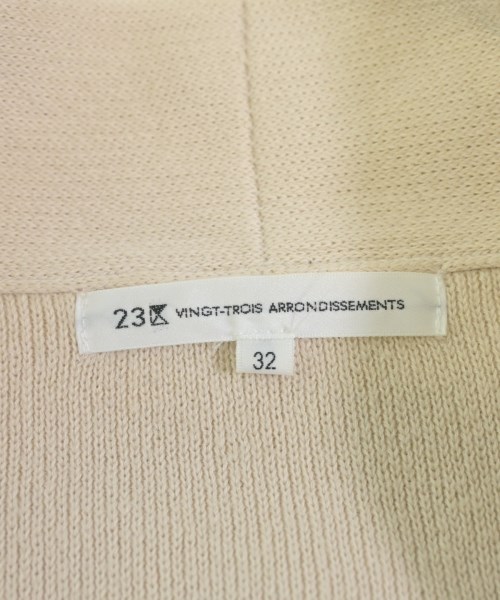 23区 VINGT-TROIS ARRONDISSEMENTS
32